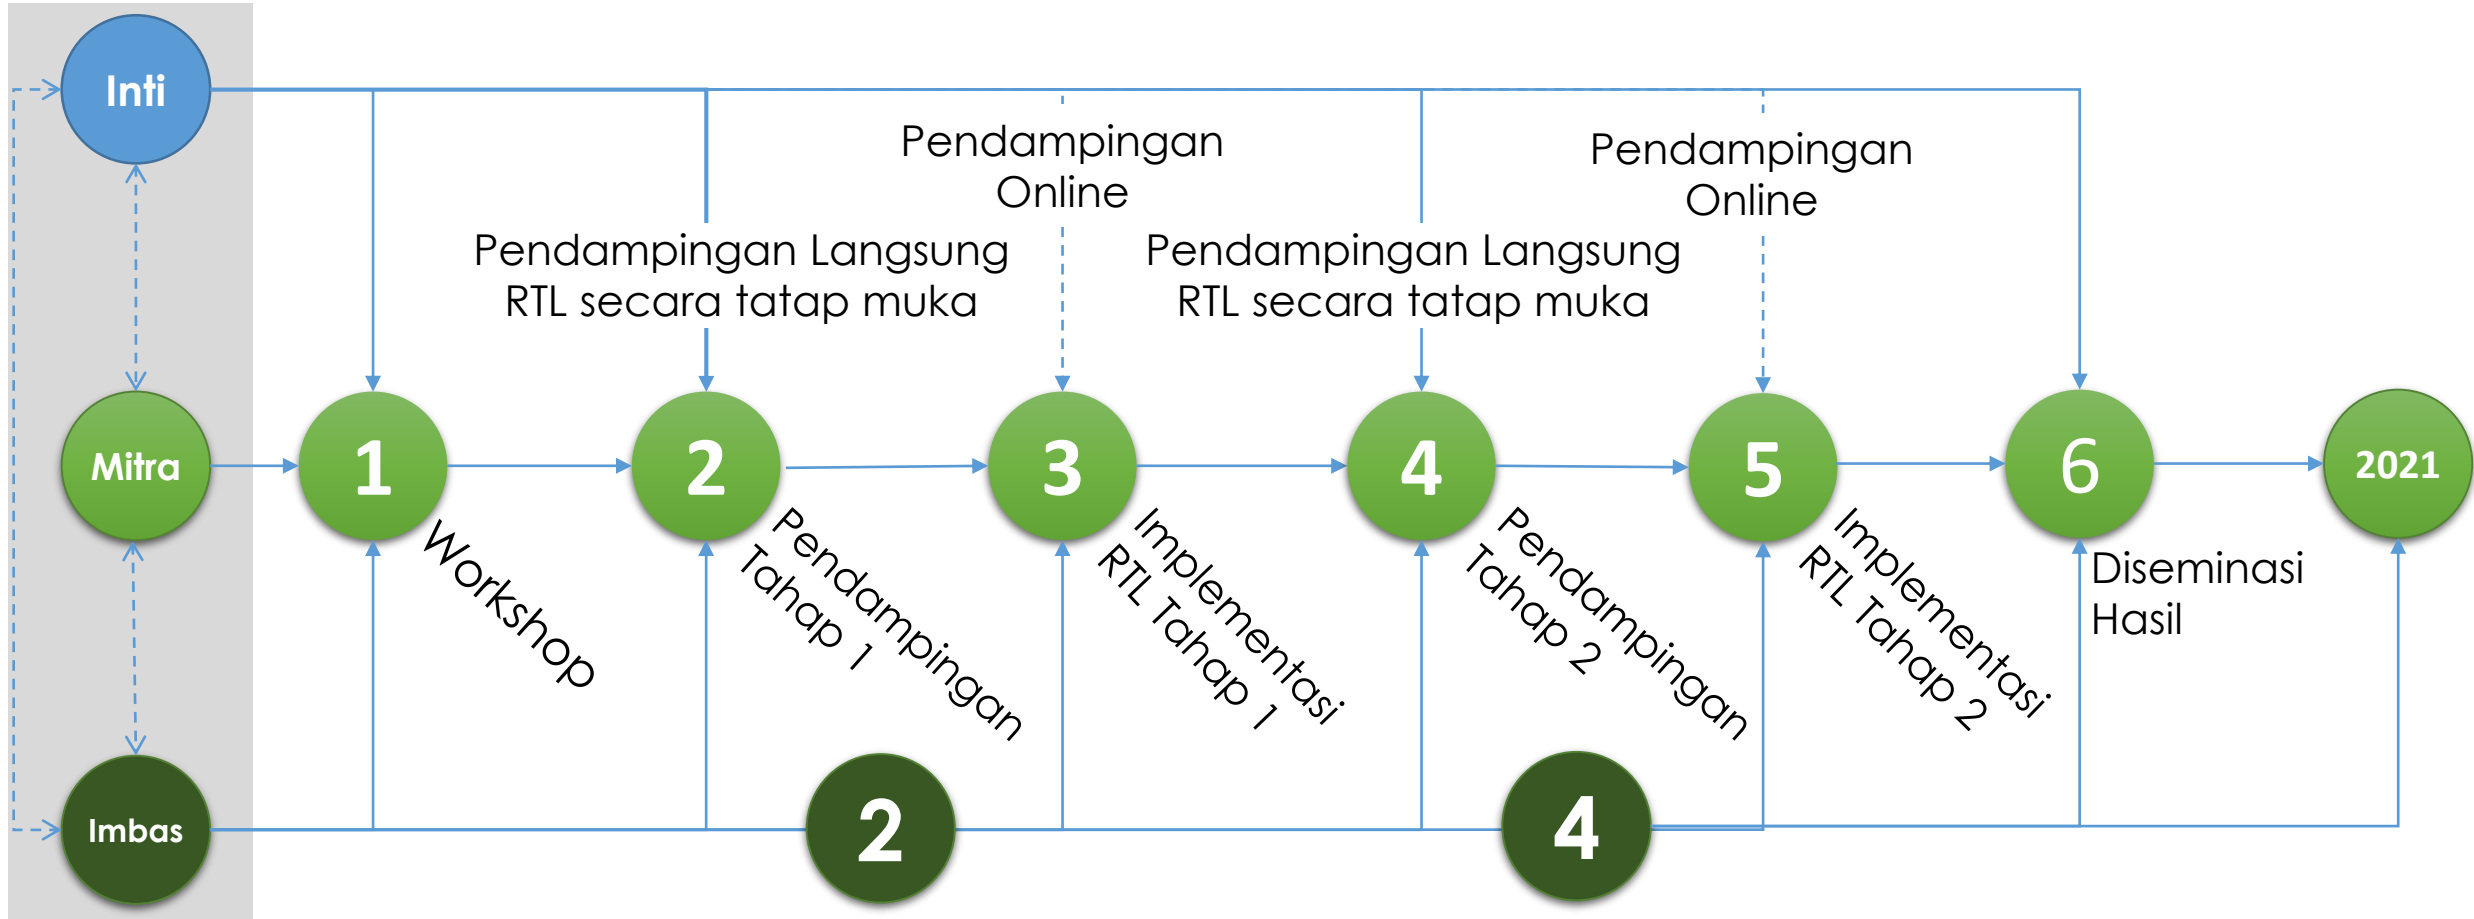 Inti
Pendampingan
Online
Pendampingan
Online
Pendampingan Langsung
RTL secara tatap muka
Pendampingan Langsung
RTL secara tatap muka
Mitra
1
2
3
4
5
6
2021
Workshop
Pendampingan
Tahap 1
Implementasi
RTL Tahap 1
Pendampingan
Tahap 2
Implementasi
RTL Tahap 2
Diseminasi
Hasil
Imbas
2
4